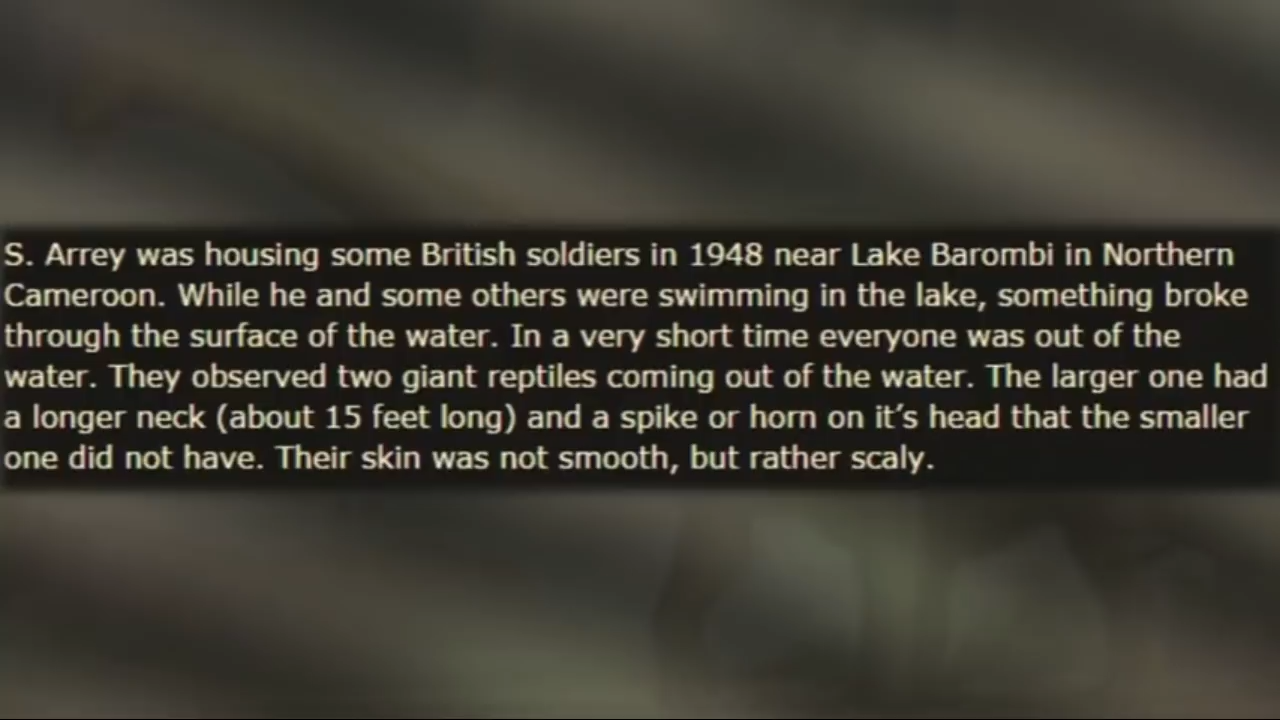 S. Arrey was housing some British soldiers in 1948 near Lake Barombi in Northern
Cameroon. While he and some others were swimming in the lake, something broke
through the surface of the water. In a very short time everyone was out of the
water. They observed two giant reptiles coming out of the water. The larger one had
a longer neck (about 15 feet long) and a spike or horn on it’s head that the smaller
one did not have. Their skin was not smooth, but rather scaly.